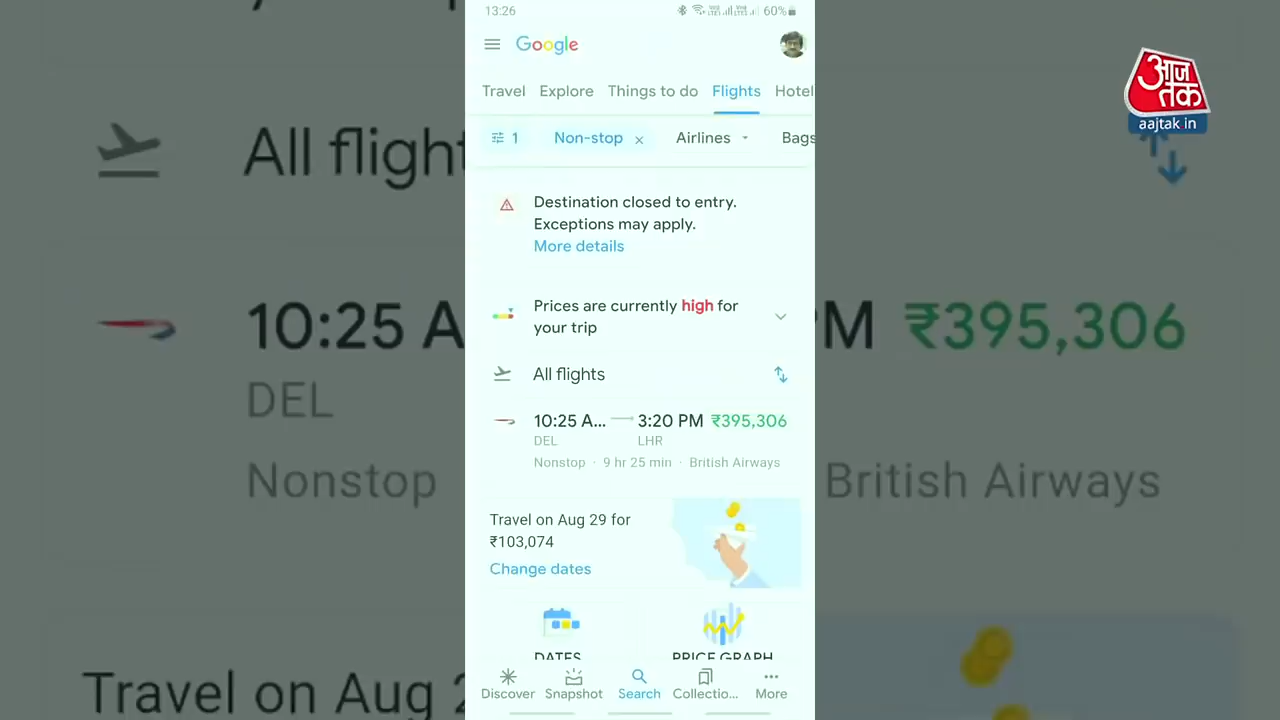 13:26
60%
Google
Travel Explore Things to do Flights Hotel
1 Non-stop × Airlines Bags
Destination closed to entry.
Exceptions may apply.
More details
Prices are currently high for
your trip
All flights
10:25 A... 3:20 PM ₹395,306
DEL LHR
Nonstop · 9 hr 25 min · British Airways
Travel on Aug 29 for
₹103,074
Change dates
DATES PRICE GRAPH
Discover Snapshot Search Collectio... More
आज
तक
aajtak in
All flight
10:25 A PM ₹395,306
DEL
Nonstop British Airways
Travel on Aug 2